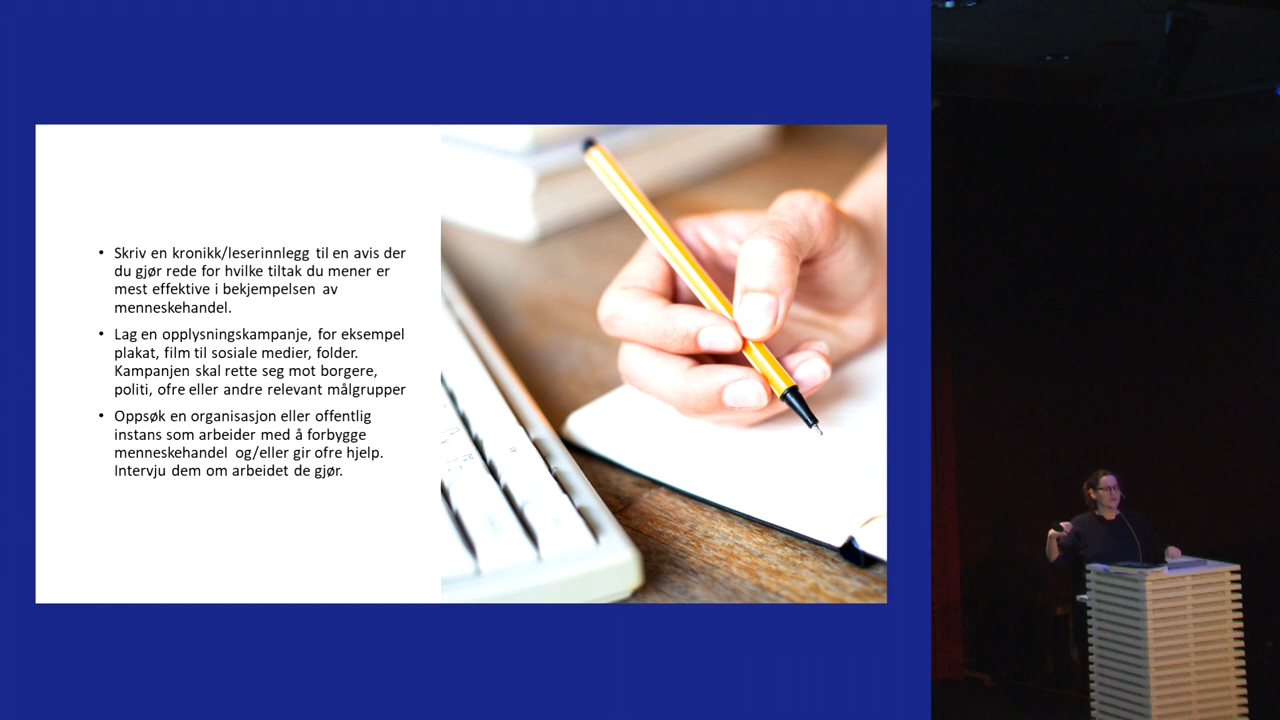 • Skriv en kronikk/leserinnlegg til en avis der
du gjør rede for hvilke tiltak du mener er
mest effektive i bekjempelsen av
menneskehandel.
• Lag en opplysningskampanje, for eksempel
plakat, film til sosiale medier, folder.
Kampanjen skal rette seg mot borgere,
politi, ofre eller andre relevant målgrupper
• Oppsøk en organisasjon eller offentlig
instans som arbeider med å forbygge
menneskehandel og/eller gir ofre hjelp.
Intervju dem om arbeidet de gjør.